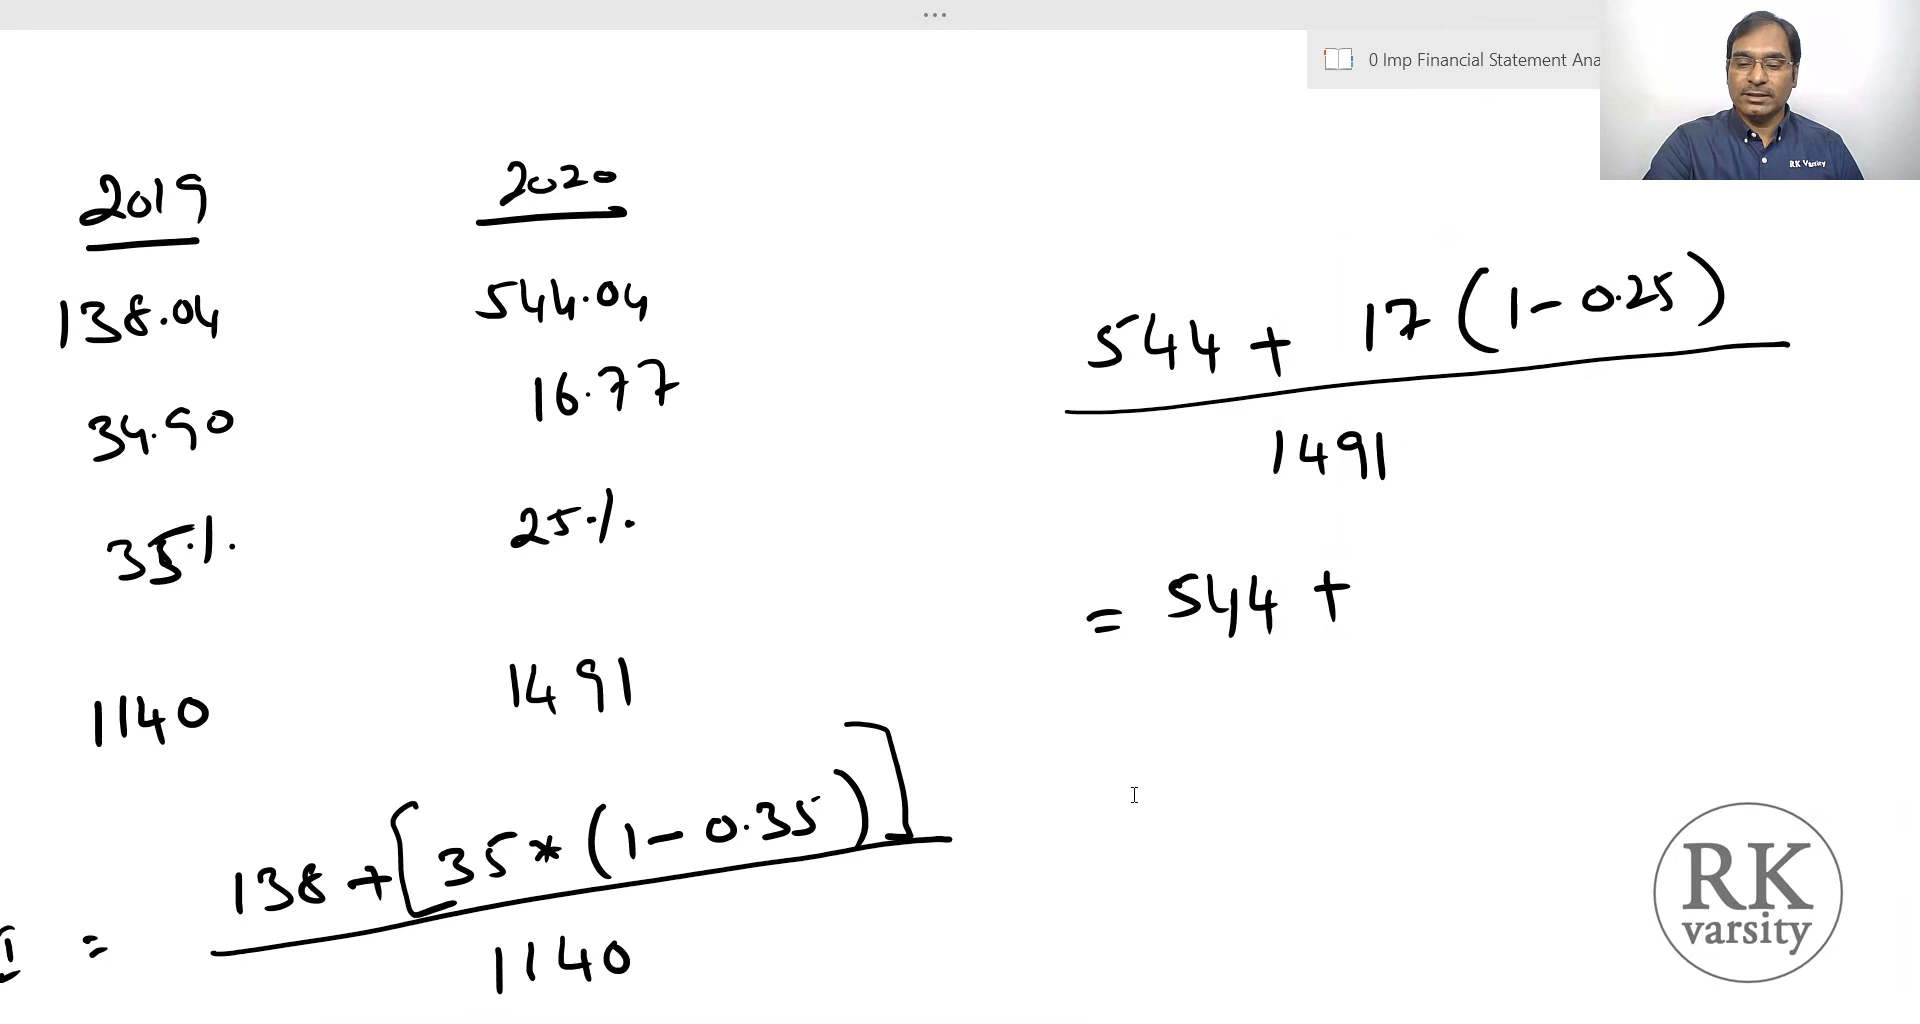 ...
0 Imp Financial Statement Ana
RK Varsity
2019 2020
138.04 544.04
34.90 16.77
35% 25%
1140 1491
138 + [35 * (1 - 0.35)]
=
1140
544 + 17 (1 - 0.25)
1491
= 544 +
RK
varsity